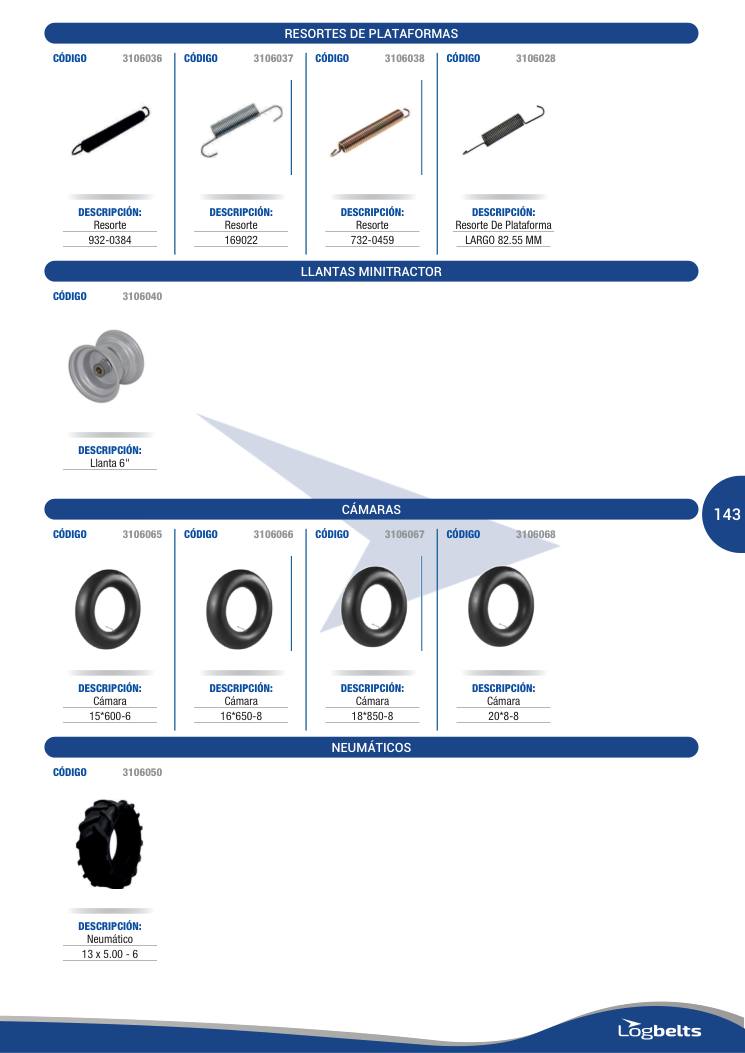 RESORTES DE PLATAFORMAS
CÓDIGO 3106036 CÓDIGO 3106037 CÓDIGO 3106038 CÓDIGO 3106028
DESCRIPCIÓN: DESCRIPCIÓN: DESCRIPCIÓN: DESCRIPCIÓN:
Resorte Resorte Resorte Resorte De Plataforma
932-0384 169022 732-0459 LARGO 82.55 MM
LLANTAS MINITRACTOR
CÓDIGO 3106040
DESCRIPCIÓN:
Llanta 6"
CÁMARAS
143
CÓDIGO 3106065 CÓDIGO 3106066 CÓDIGO 3106067 CÓDIGO 3106068
DESCRIPCIÓN: DESCRIPCIÓN: DESCRIPCIÓN: DESCRIPCIÓN:
Cámara Cámara Cámara Cámara
15*600-6 16*650-8 18*850-8 20*8-8
NEUMÁTICOS
CÓDIGO 3106050
DESCRIPCIÓN:
Neumático
13 x 5.00 - 6
Logbelts